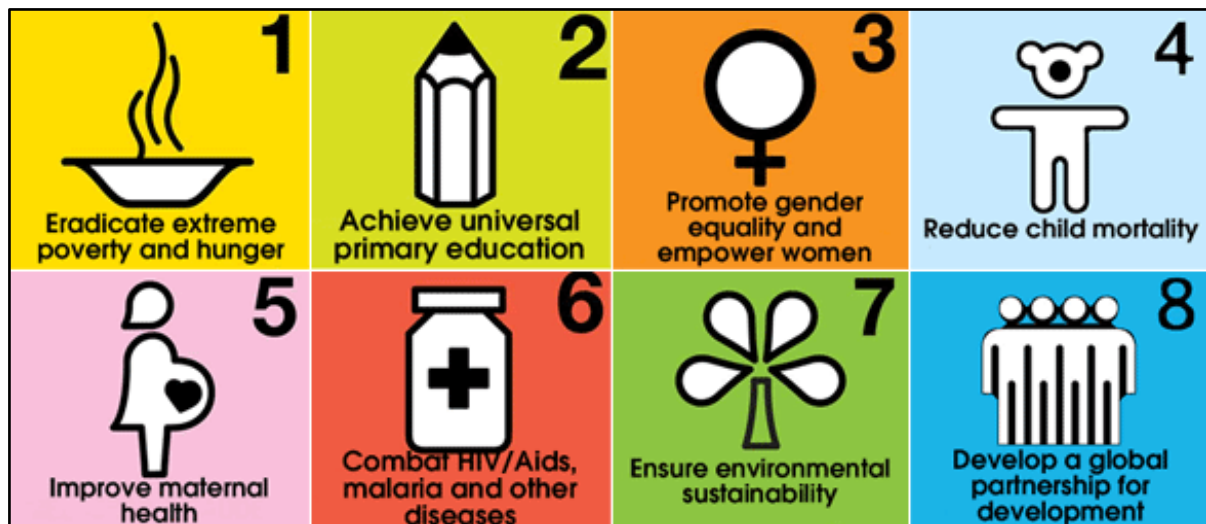 1
Eradicate extreme
poverty and hunger
2
Achieve universal
primary education
3
Promote gender
equality and
empower women
4
Reduce child mortality
5
Improve maternal
health
6
Combat HIV/Aids,
malaria and other
diseases
7
Ensure environmental
sustainability
8
Develop a global
partnership for
development